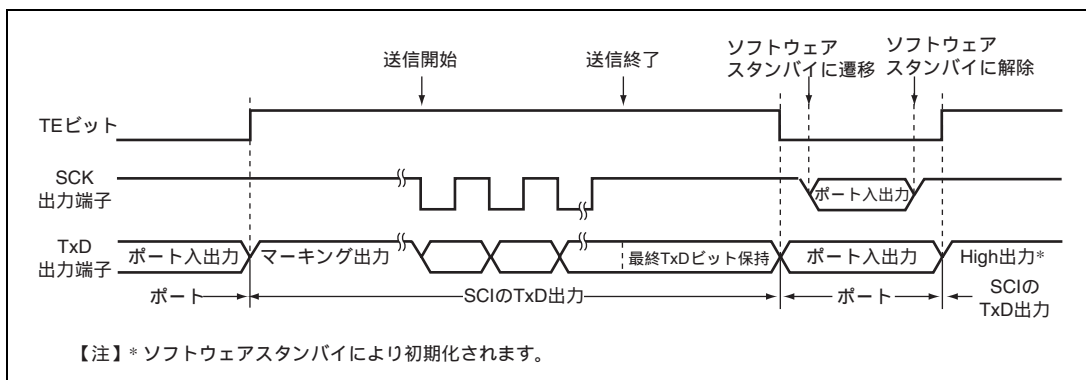 送信開始
送信終了
ソフトウェア
スタンバイに遷移
ソフトウェア
スタンバイに解除
TEビット
SCK
出力端子
ポート入出力
TxD
出力端子
ポート入出力
マーキング出力
最終TxDビット保持
ポート入出力
High出力*
ポート
SCIのTxD出力
ポート
SCIの
TxD出力
【注】* ソフトウェアスタンバイにより初期化されます。